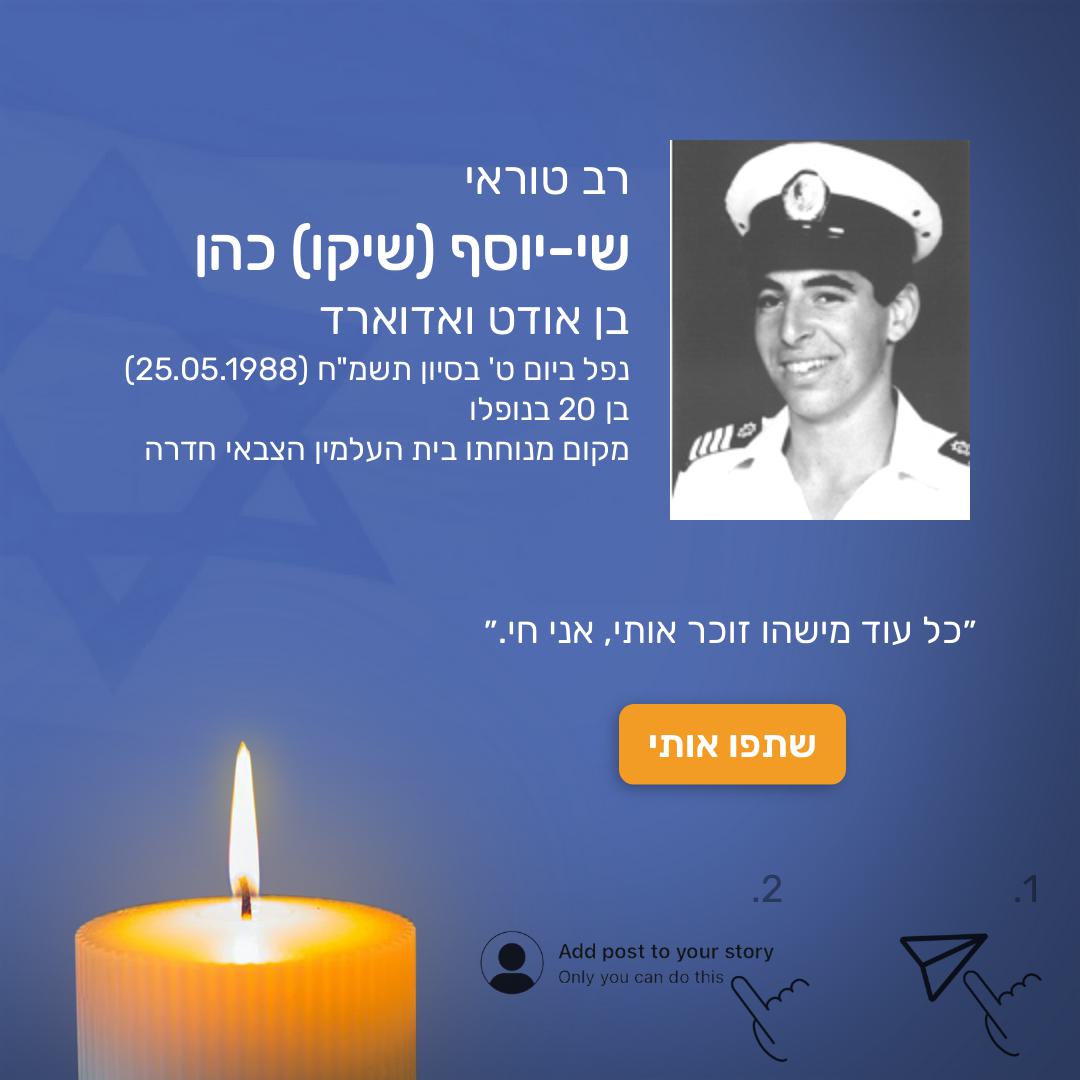 רב טוראי
שי-יוסף (שיקו) כהן
בן אודט ואדוארד
נפל ביום ט' בסיון תשמ"ח (25.05.1988)
בן 20 בנופלו
מקום מנוחתו בית העלמין הצבאי חדרה
״כל עוד מישהו זוכר אותי, אני חי.״
שתפו אותי
.1
.2
Add post to your story
Only you can do this